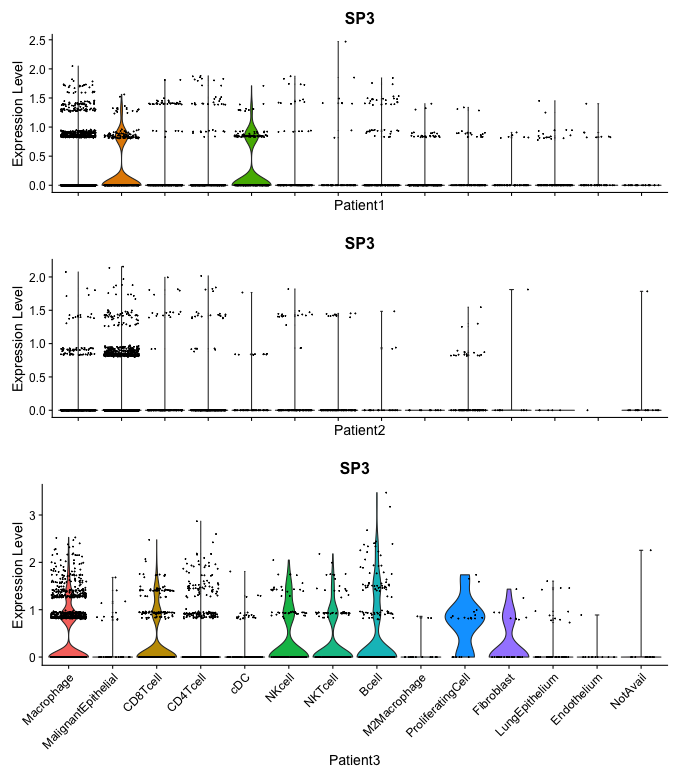 SP3
Expression Level
2.5
2.0
1.5
1.0
0.5
0.0
Patient1
SP3
Expression Level
2.0
1.5
1.0
0.5
0.0
Patient2
SP3
Expression Level
3
2
1
0
Macrophage
MalignantEpithelial
CD8Tcell
CD4Tcell
cDC
NKcell
NKTcell
Bcell
M2Macrophage
ProliferatingCell
Fibroblast
LungEpithelium
Endothelium
NotAvail
Patient3